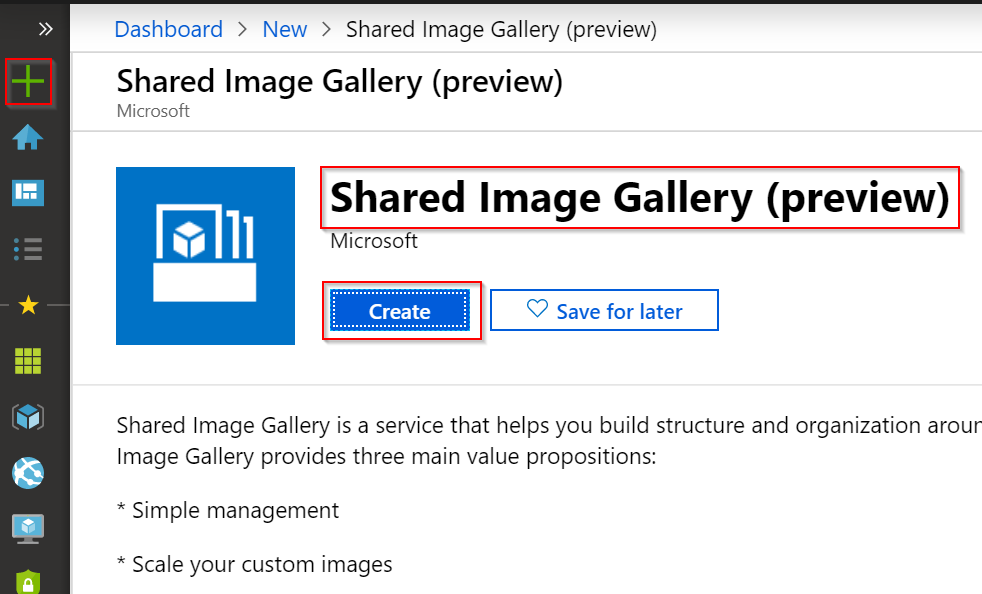 Dashboard > New > Shared Image Gallery (preview)
Shared Image Gallery (preview)
Microsoft
Shared Image Gallery (preview)
Microsoft
Create
Save for later
Shared Image Gallery is a service that helps you build structure and organization
Image Gallery provides three main value propositions:
* Simple management
* Scale your custom images